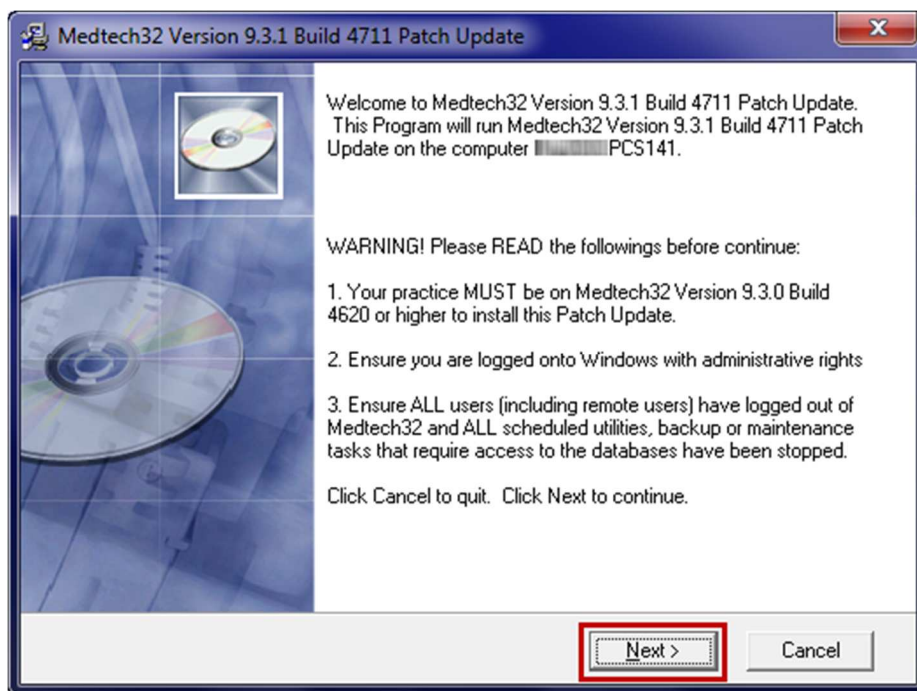 Medtech32 Version 9.3.1 Build 4711 Patch Update
Welcome to Medtech32 Version 9.3.1 Build 4711 Patch Update.
This Program will run Medtech32 Version 9.3.1 Build 4711 Patch
Update on the computer PCS141.
WARNING! Please READ the followings before continue:
1. Your practice MUST be on Medtech32 Version 9.3.0 Build
4620 or higher to install this Patch Update.
2. Ensure you are logged onto Windows with administrative rights
3. Ensure ALL users (including remote users) have logged out of
Medtech32 and ALL scheduled utilities, backup or maintenance
tasks that require access to the databases have been stopped.
Click Cancel to quit. Click Next to continue.
Next >
Cancel